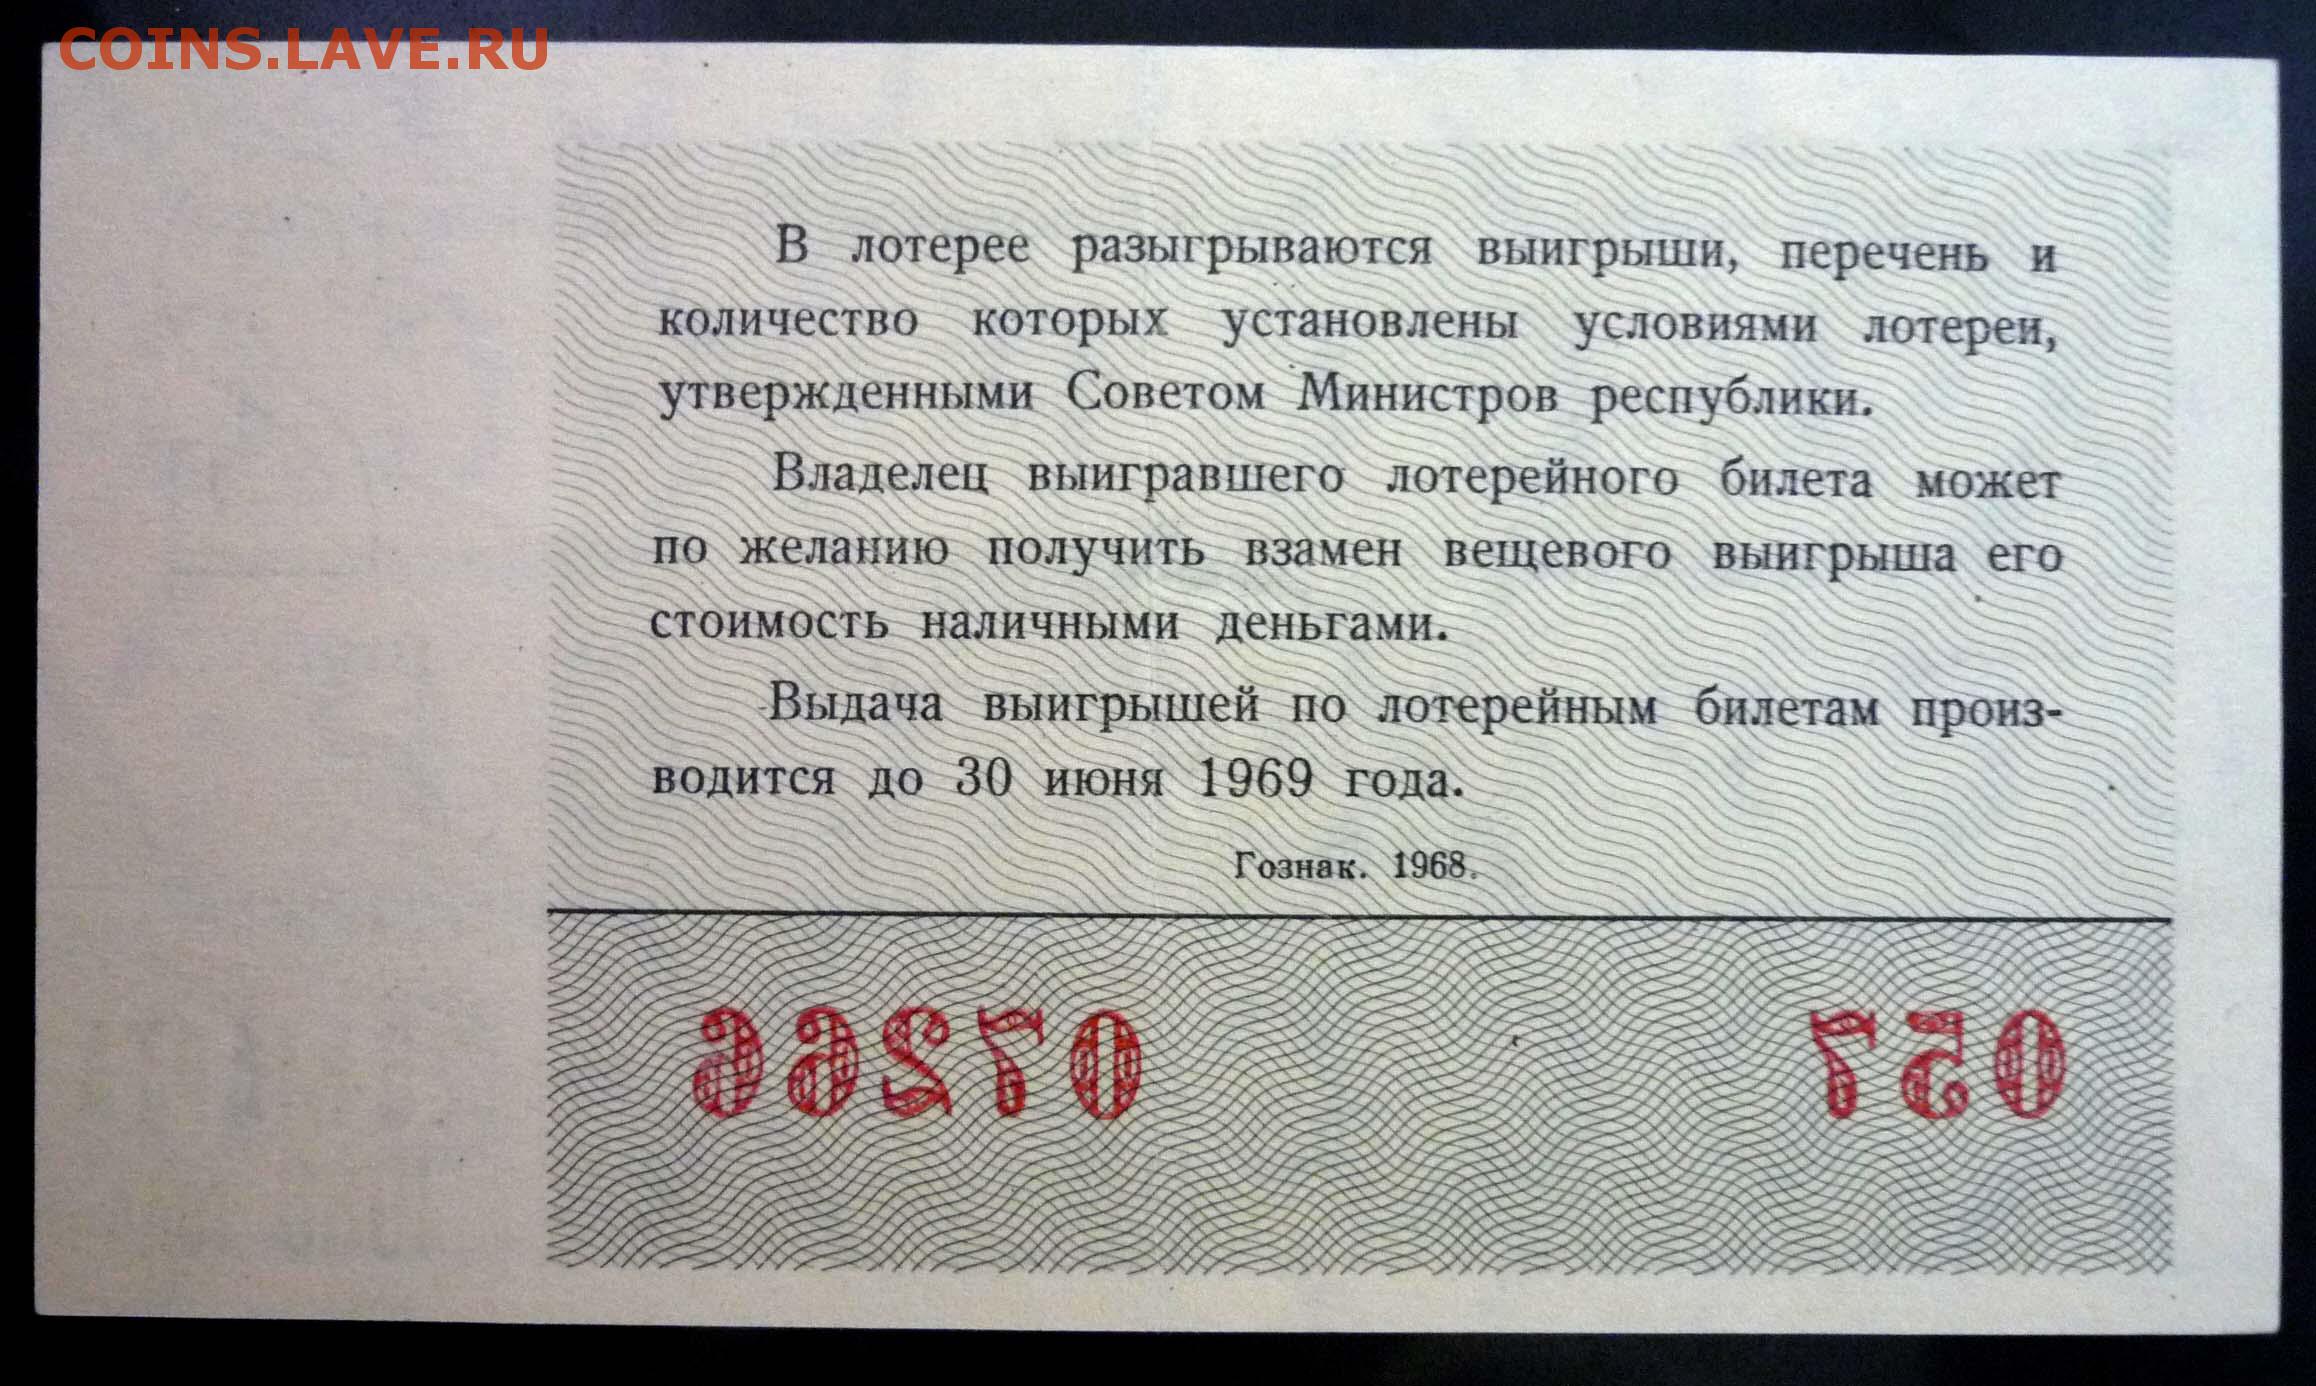 COINS.LAVE.RU
В лотерее разыгрываются выигрыши, перечень и
количество которых установлены условиями лотереи,
утвержденными Советом Министров республики.
Владелец выигравшего лотерейного билета может
по желанию получить взамен вещевого выигрыша его
стоимость наличными деньгами.
Выдача выигрышей по лотерейным билетам произ-
водится до 30 июня 1969 года.
Гознак. 1968.
057 07266